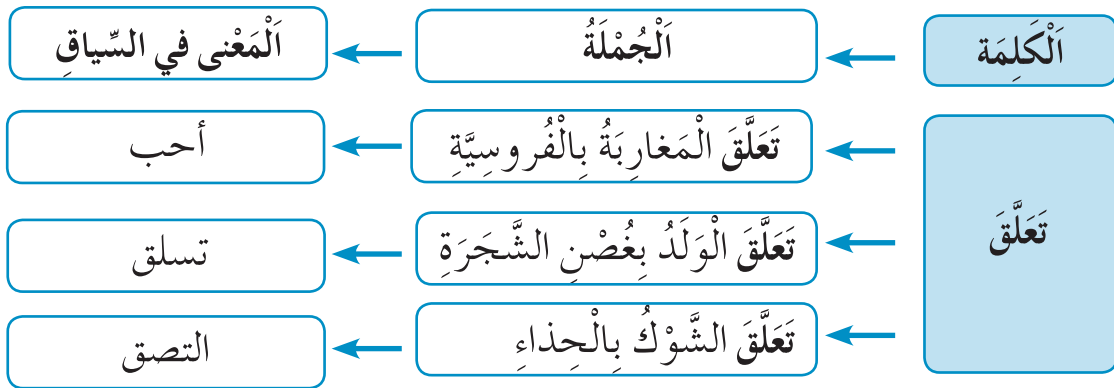 اَلْكَلِمَة
اَلْجُمْلَةُ
اَلْمَعْنى في السِّياقِ
تَعَلَّقَ
تَعَلَّقَ الْمَغارِبَةُ بِالْفُروسِيَّةِ
أحب
تَعَلَّقَ الْوَلَدُ بِغُصْنِ الشَّجَرَةِ
تسلق
تَعَلَّقَ الشَّوْكُ بِالْحِذاءِ
التصق